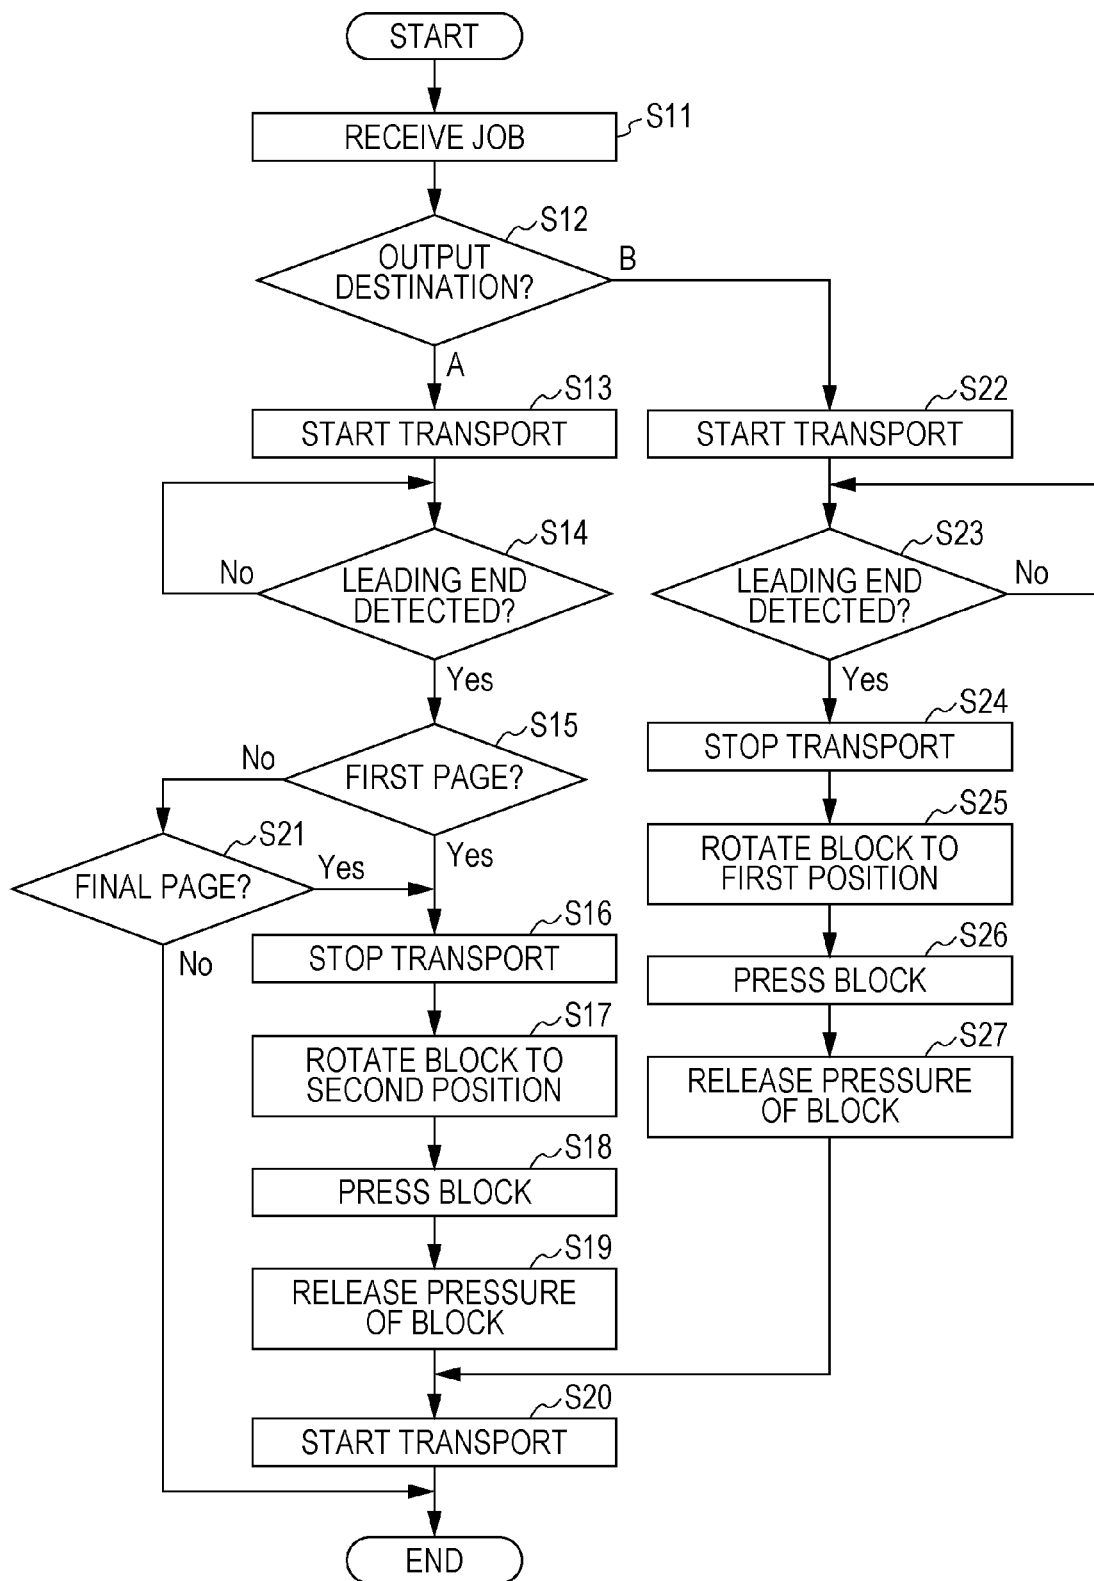 START
S11
RECEIVE JOB
S12
OUTPUT
DESTINATION?
B
A
S13
START TRANSPORT
S22
START TRANSPORT
S14
LEADING END
DETECTED?
No
Yes
S23
LEADING END
DETECTED?
No
Yes
S15
FIRST PAGE?
No
Yes
S24
STOP TRANSPORT
S21
FINAL PAGE?
Yes
No
S25
ROTATE BLOCK TO
FIRST POSITION
S16
STOP TRANSPORT
S26
PRESS BLOCK
S17
ROTATE BLOCK TO
SECOND POSITION
S27
RELEASE PRESSURE
OF BLOCK
S18
PRESS BLOCK
S19
RELEASE PRESSURE
OF BLOCK
S20
START TRANSPORT
END